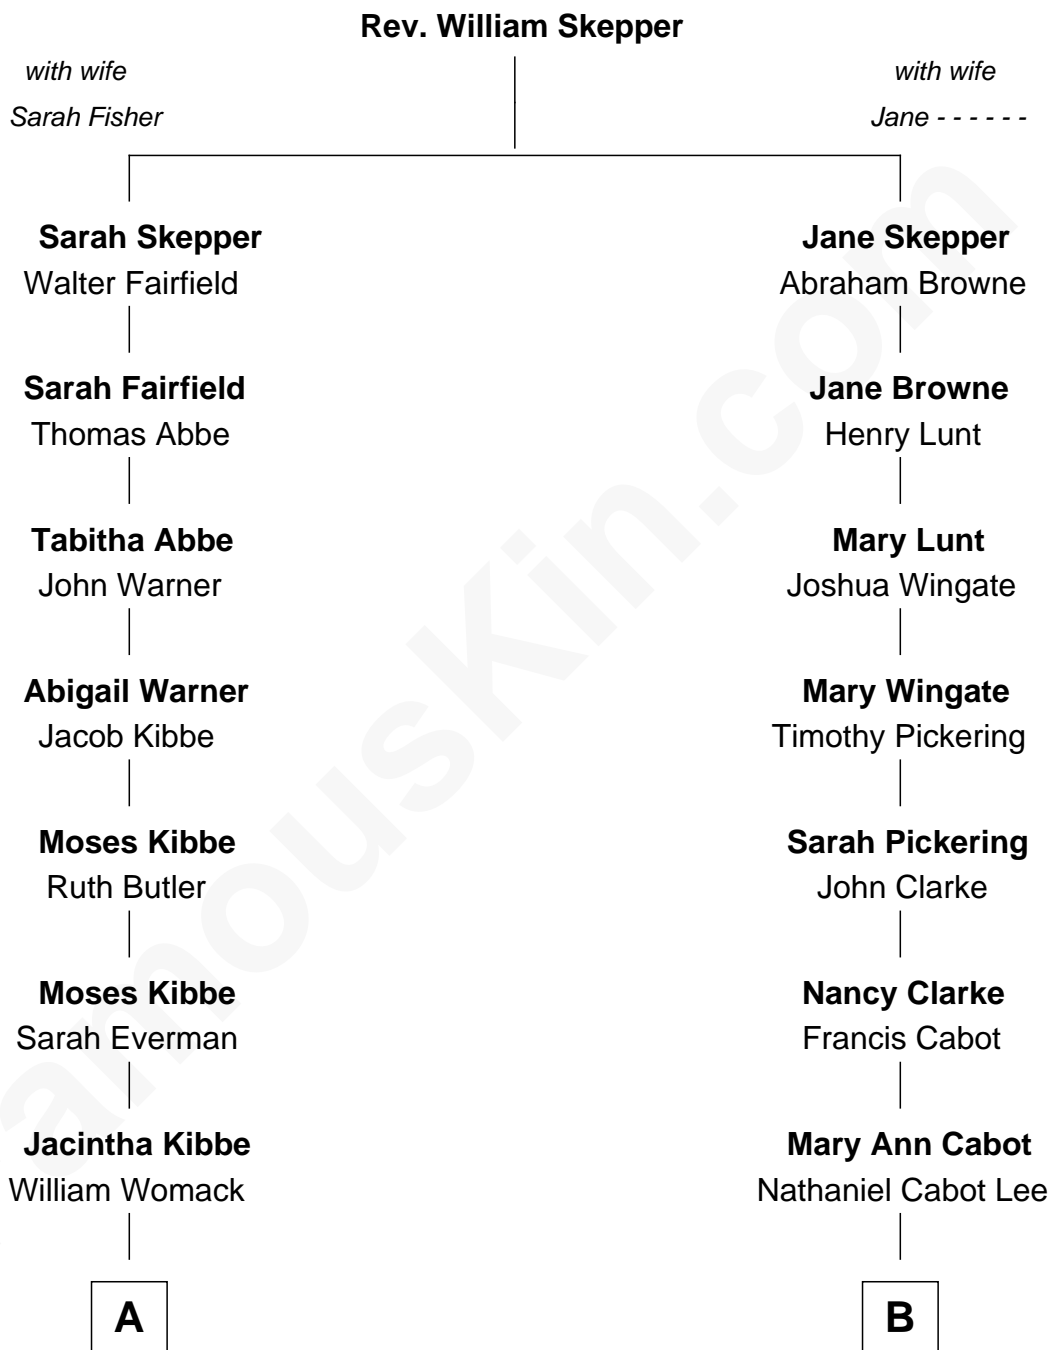 Rev. William Skepper
with wife
Sarah Fisher
with wife
Jane - - - - - -
Sarah Skepper
Walter Fairfield
Jane Skepper
Abraham Browne
Sarah Fairfield
Thomas Abbe
Jane Browne
Henry Lunt
Tabitha Abbe
John Warner
Mary Lunt
Joshua Wingate
Abigail Warner
Jacob Kibbe
Mary Wingate
Timothy Pickering
Moses Kibbe
Ruth Butler
Sarah Pickering
John Clarke
Moses Kibbe
Sarah Everman
Nancy Clarke
Francis Cabot
Jacintha Kibbe
William Womack
Mary Ann Cabot
Nathaniel Cabot Lee
A
B
amouskin.com